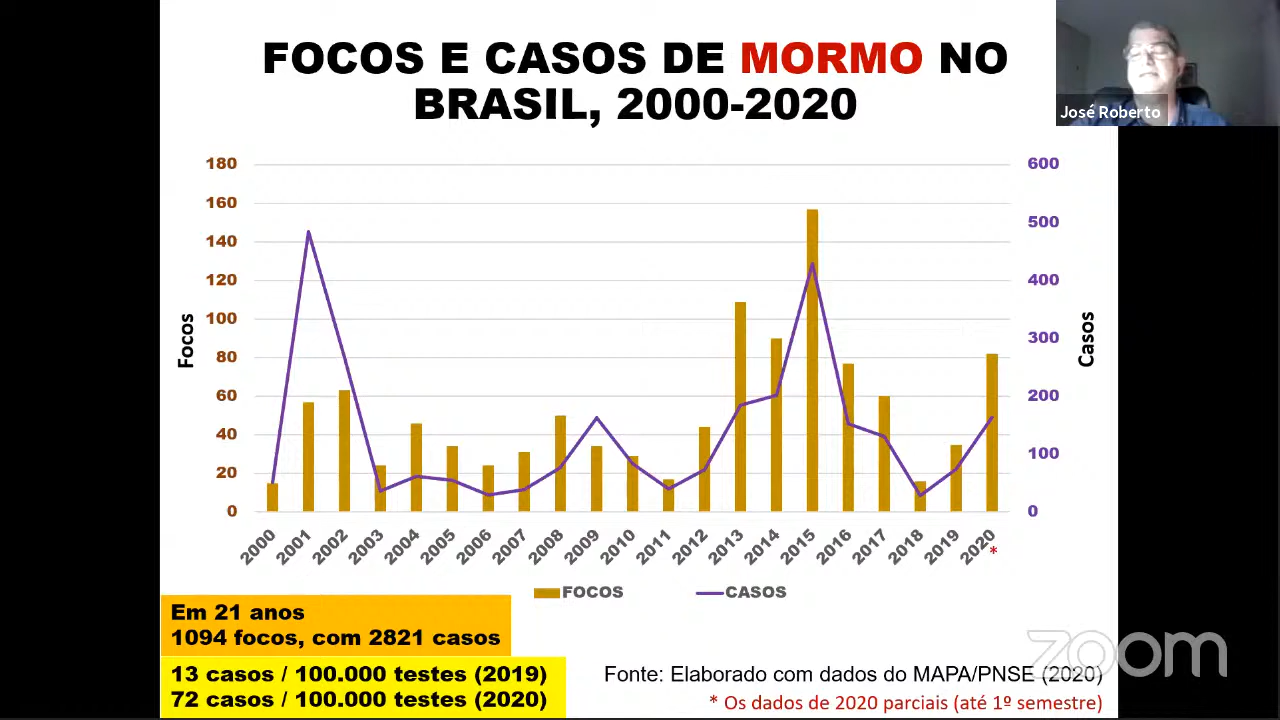 FOCOS E CASOS DE MORMO NO
BRASIL, 2000-2020
José Roberto
180
160
140
120
100
80
60
40
20
0
Focos
600
500
400
300
200
100
0
Casos
2000
2001
2002
2003
2004
2005
2006
2007
2008
2009
2010
2011
2012
2013
2014
2015
2016
2017
2018
2019
2020
*
FOCOS
CASOS
Em 21 anos
1094 focos, com 2821 casos
13 casos / 100.000 testes (2019)
72 casos / 100.000 testes (2020)
Fonte: Elaborado com dados do MAPA/PNSE (2020)
* Os dados de 2020 parciais (até 1º semestre)
zoom